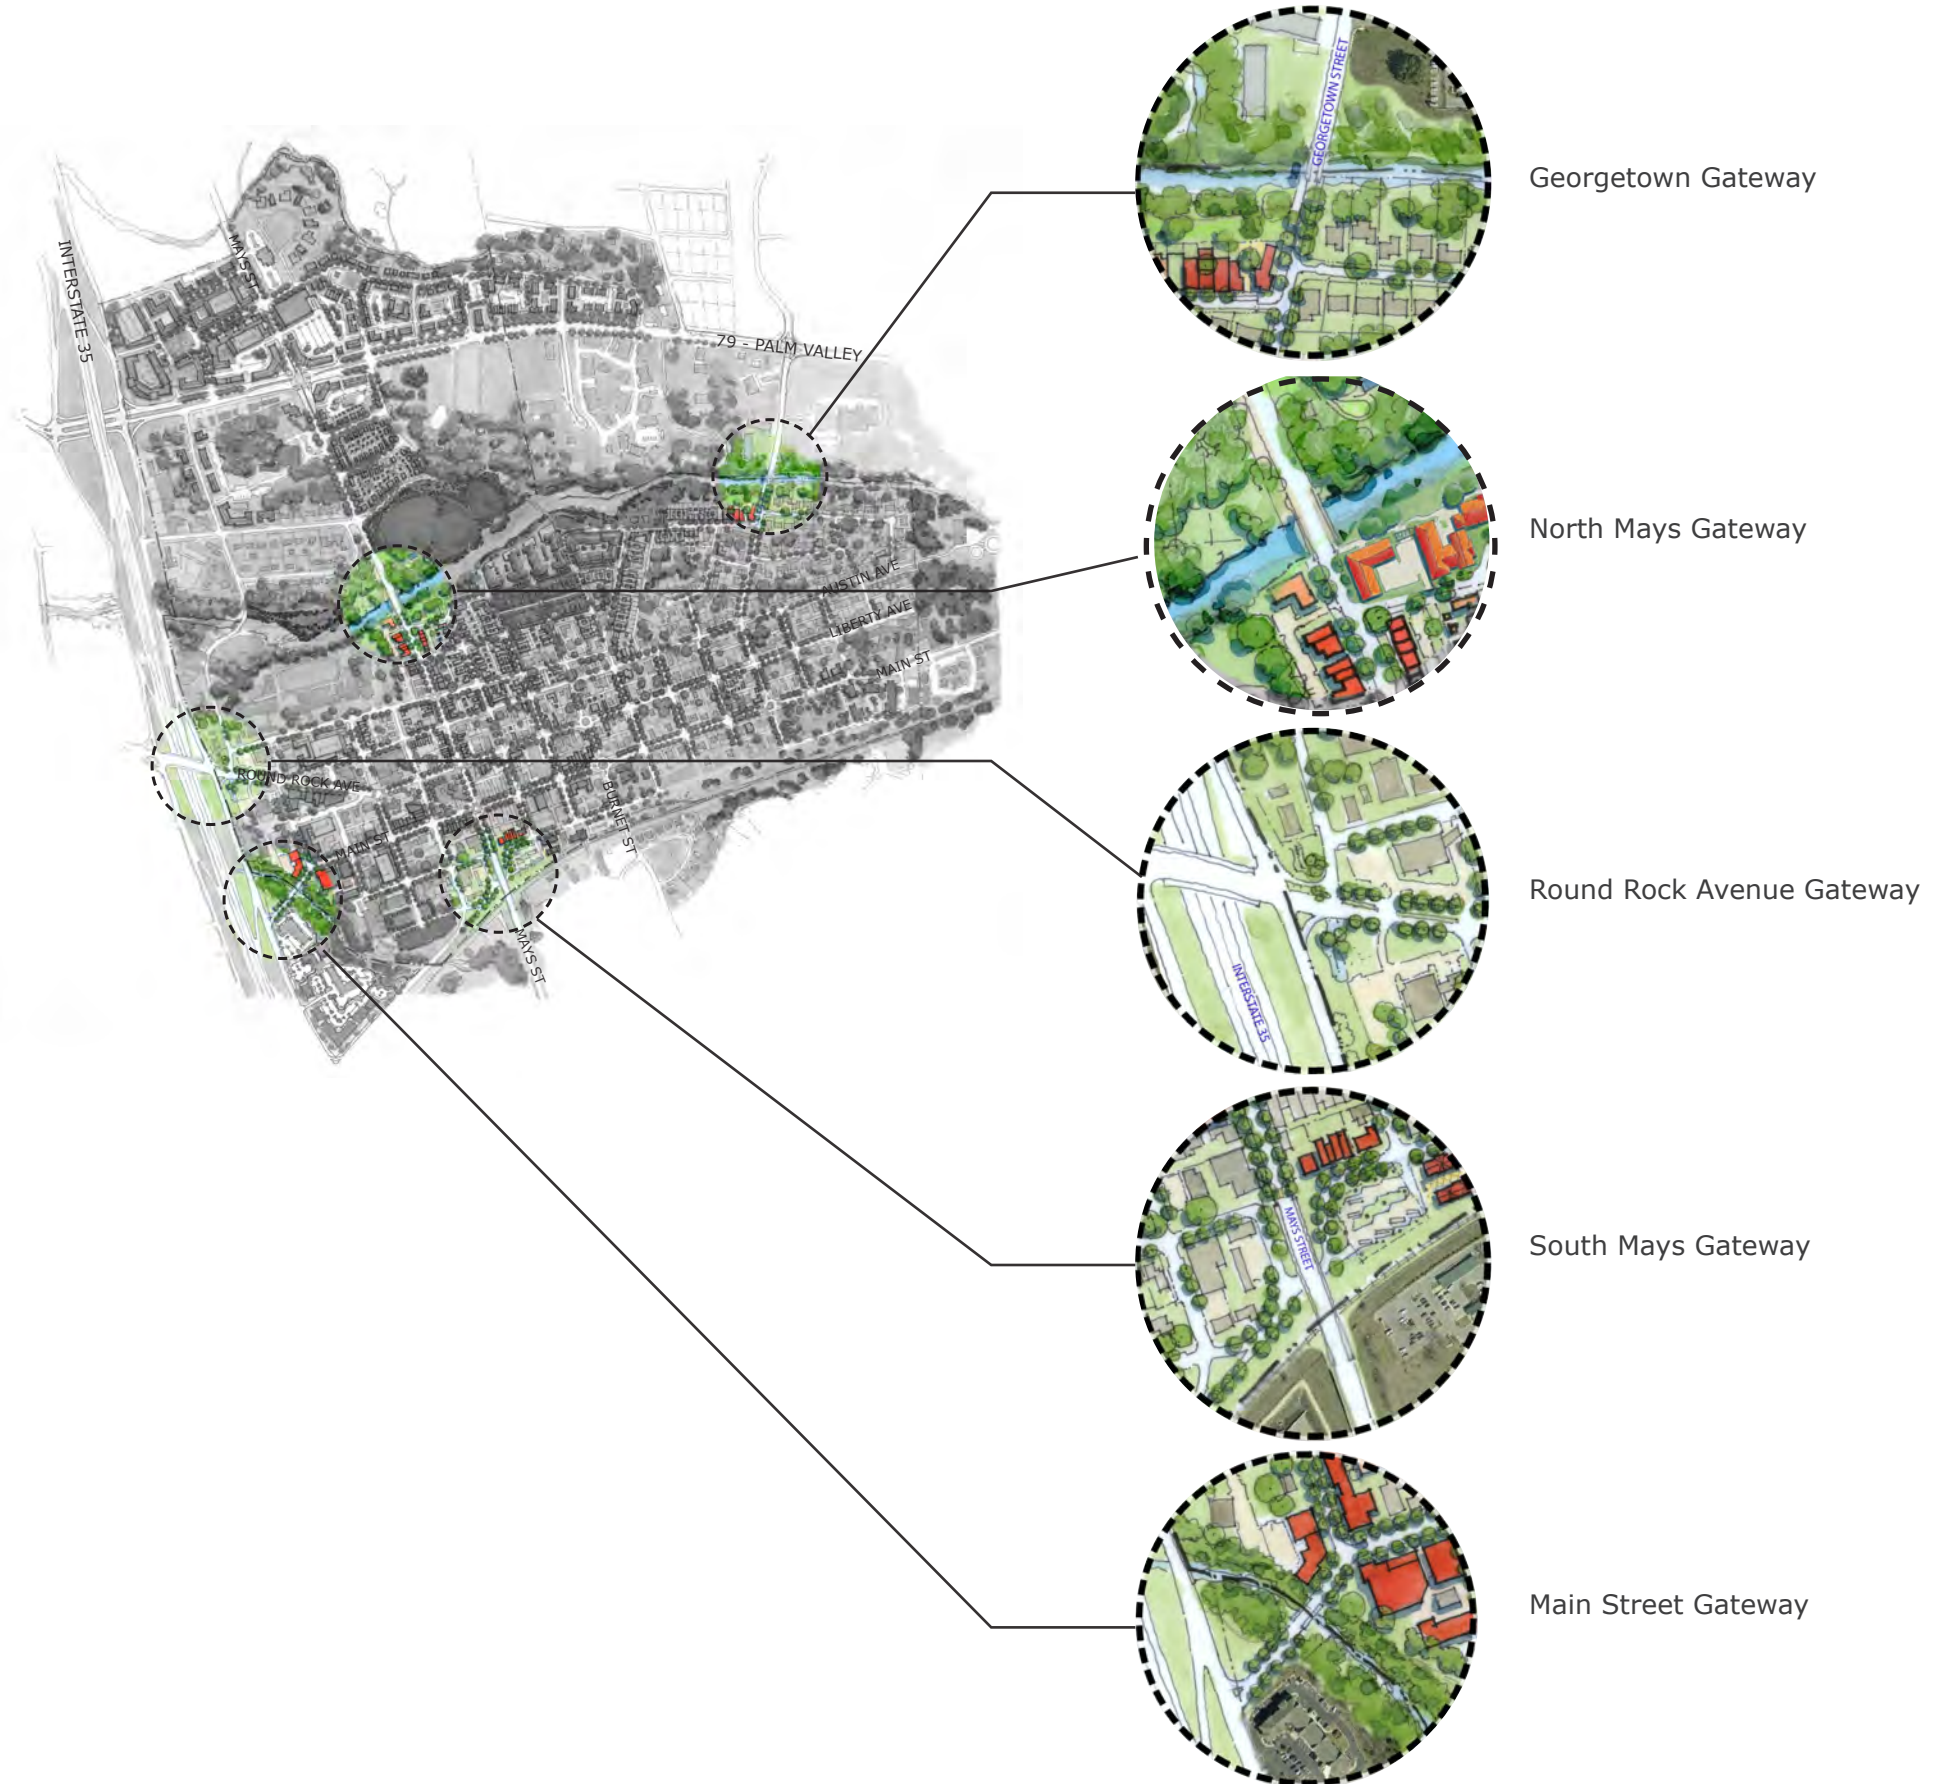 INTERSTATE 35
MAYS ST
79 - PALM VALLEY
AUSTIN AVE
LIBERTY AVE
MAIN ST
ROUND ROCK AVE
MAIN ST
BURNET ST
MAYS ST
GEORGETOWN STREET
Georgetown Gateway
North Mays Gateway
INTERSTATE 35
Round Rock Avenue Gateway
MAYS STREET
South Mays Gateway
Main Street Gateway